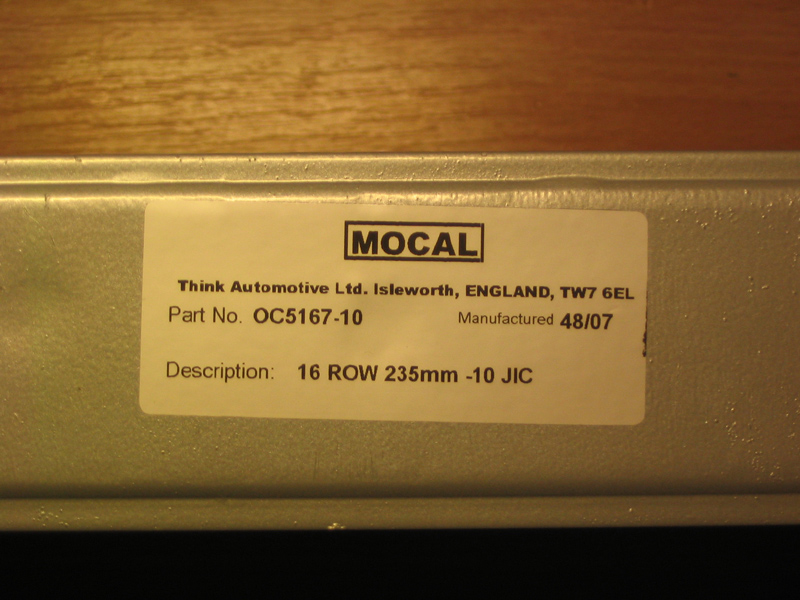 MOCAL
Think Automotive Ltd. Isleworth, ENGLAND, TW7 6EL
Part No. OC5167-10 Manufactured 48/07
Description: 16 ROW 235mm -10 JIC